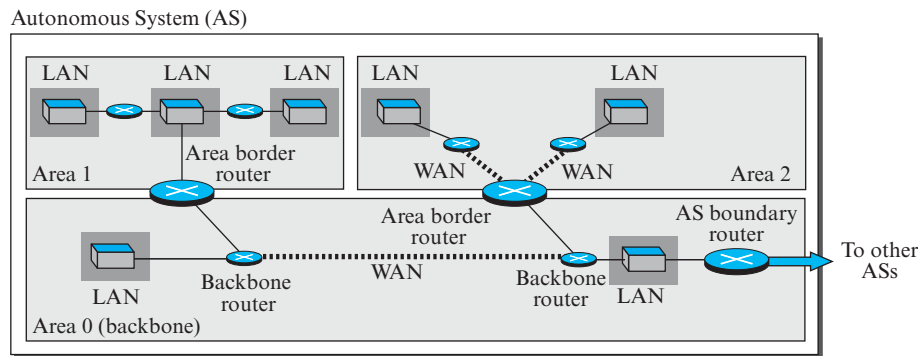 Autonomous System (AS)
LAN
LAN
LAN
Area border
router
Area 1
LAN
LAN
WAN
WAN
Area 2
Area border
router
AS boundary
router
To other
ASs
LAN
Backbone
router
WAN
Backbone
router
LAN
Area 0 (backbone)